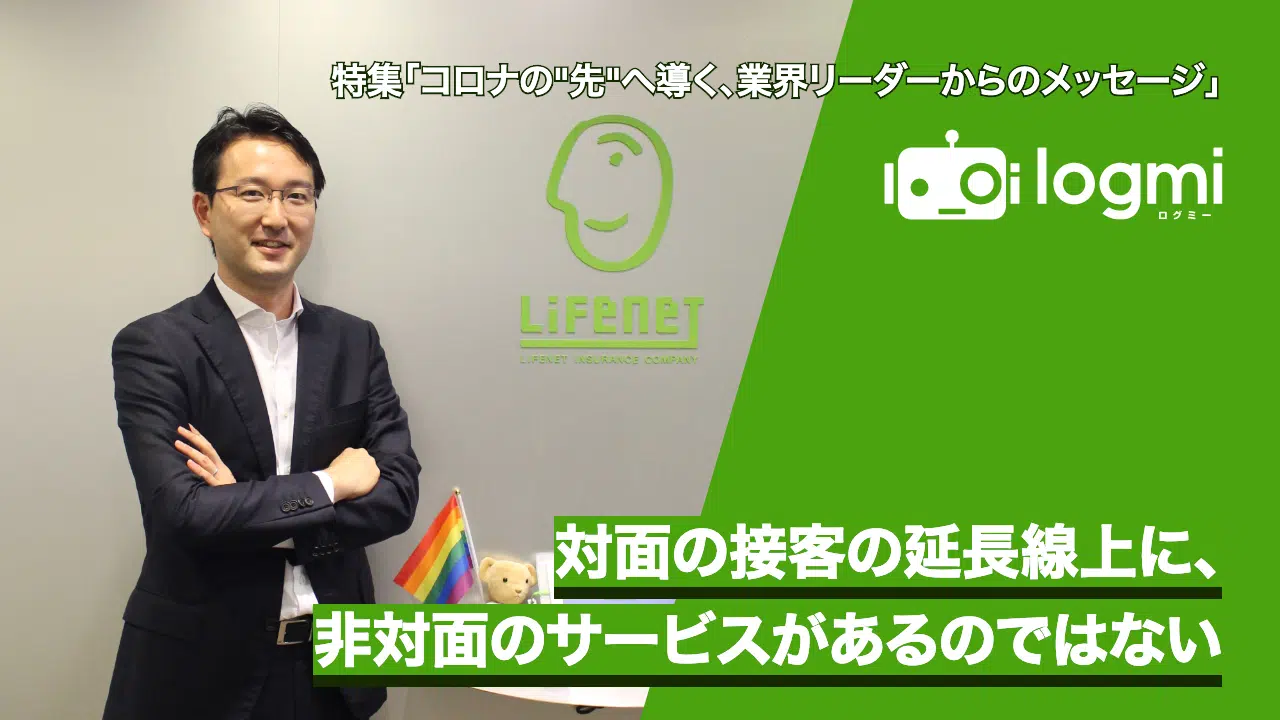 特集「コロナの"先"へ導く、業界リーダーからのメッセージ」
logmi
ログミー
LiFeneT
LIFENET INSURANCE COMPANY
対面の接客の延長線上に、
非対面のサービスがあるのではない